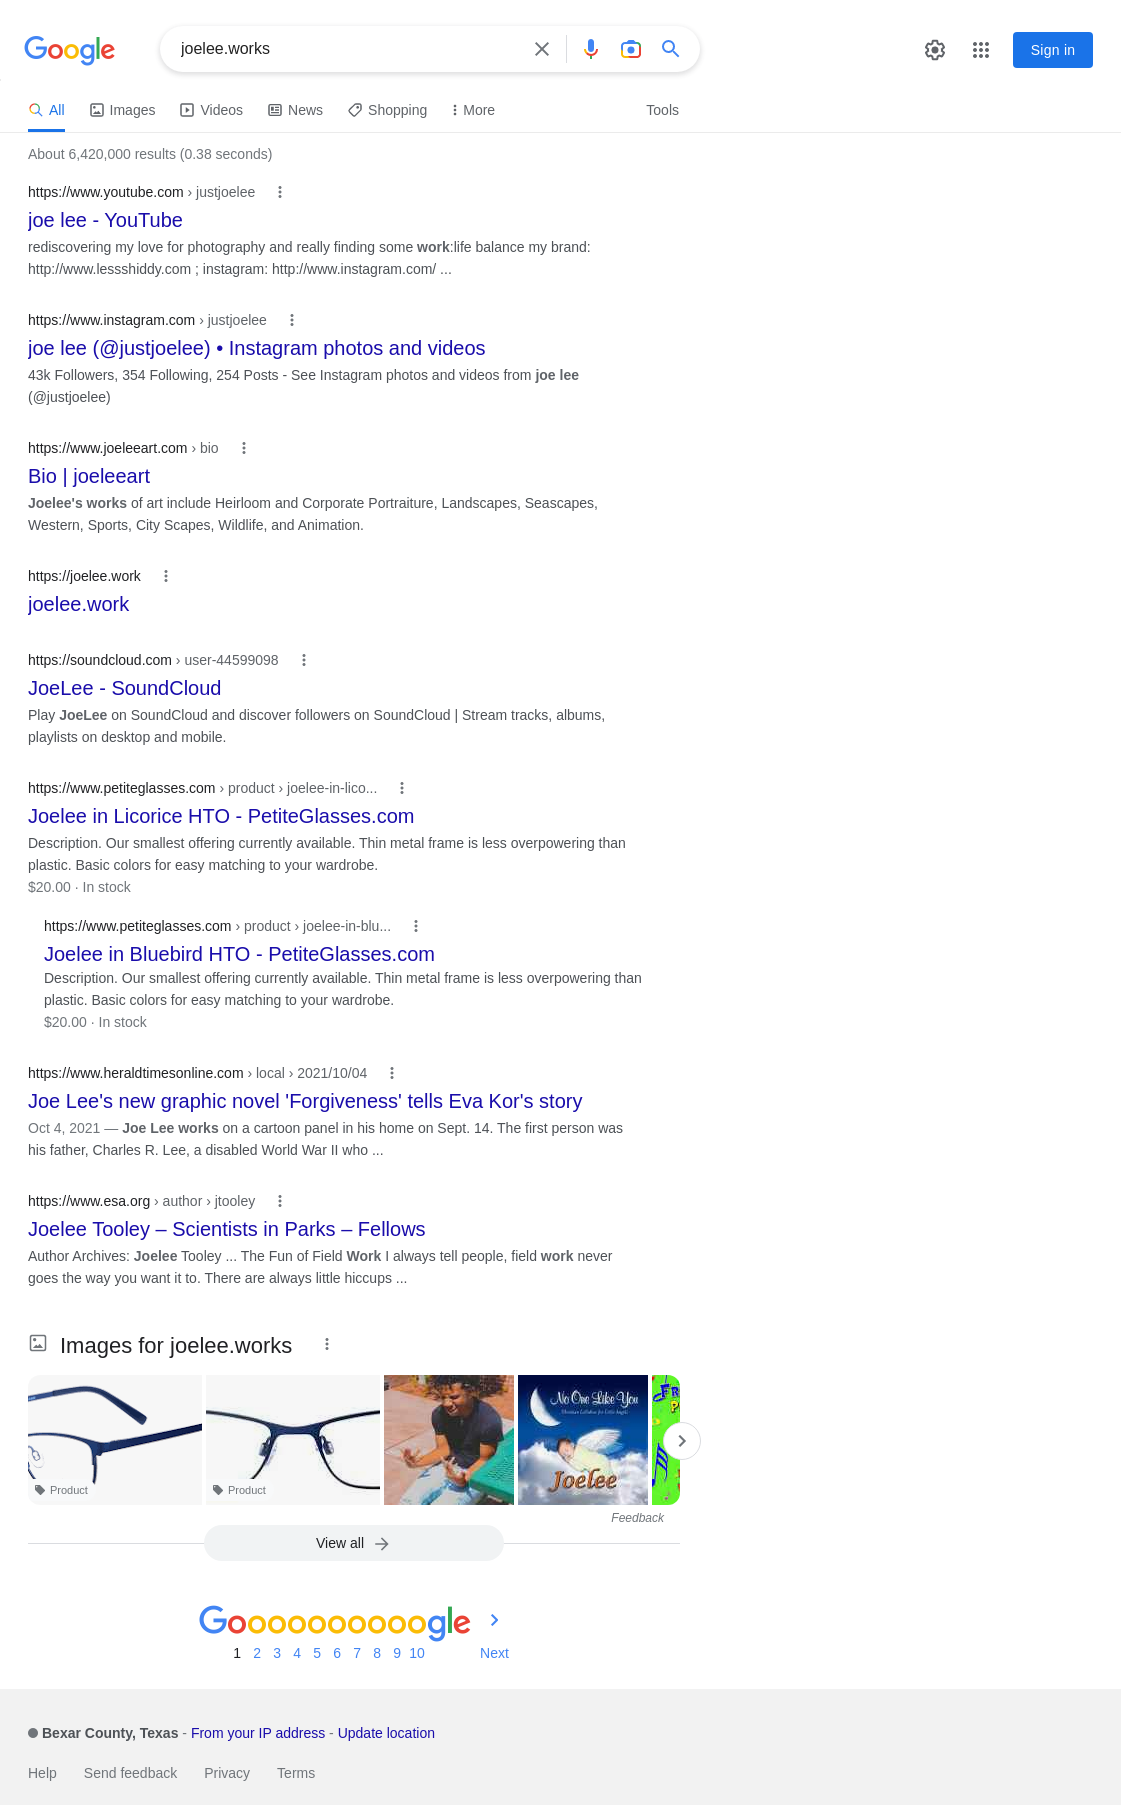 Google
joelee.works
Sign in
All
Images
Videos
News
Shopping
More
Tools
About 6,420,000 results (0.38 seconds)
https://www.youtube.com › justjoelee
joe lee - YouTube
rediscovering my love for photography and really finding some work:life balance my brand:
http://www.lessshiddy.com ; instagram: http://www.instagram.com/ ...
https://www.instagram.com › justjoelee
joe lee (@justjoelee) • Instagram photos and videos
43k Followers, 354 Following, 254 Posts - See Instagram photos and videos from joe lee
(@justjoelee)
https://www.joeleeart.com › bio
Bio | joeleeart
Joelee's works of art include Heirloom and Corporate Portraiture, Landscapes, Seascapes,
Western, Sports, City Scapes, Wildlife, and Animation.
https://joelee.work
joelee.work
https://soundcloud.com › user-44599098
JoeLee - SoundCloud
Play JoeLee on SoundCloud and discover followers on SoundCloud | Stream tracks, albums,
playlists on desktop and mobile.
https://www.petiteglasses.com › product › joelee-in-lico...
Joelee in Licorice HTO - PetiteGlasses.com
Description. Our smallest offering currently available. Thin metal frame is less overpowering than
plastic. Basic colors for easy matching to your wardrobe.
$20.00 · In stock
https://www.petiteglasses.com › product › joelee-in-blu...
Joelee in Bluebird HTO - PetiteGlasses.com
Description. Our smallest offering currently available. Thin metal frame is less overpowering than
plastic. Basic colors for easy matching to your wardrobe.
$20.00 · In stock
https://www.heraldtimesonline.com › local › 2021/10/04
Joe Lee's new graphic novel 'Forgiveness' tells Eva Kor's story
Oct 4, 2021 — Joe Lee works on a cartoon panel in his home on Sept. 14. The first person was
his father, Charles R. Lee, a disabled World War II who ...
https://www.esa.org › author › jtooley
Joelee Tooley – Scientists in Parks – Fellows
Author Archives: Joelee Tooley ... The Fun of Field Work I always tell people, field work never
goes the way you want it to. There are always little hiccups ...
Images for joelee.works
Product
Product
No One Like You
Joelee
Feedback
View all
Goooooooooogle
1 2 3 4 5 6 7 8 9 10 Next
Bexar County, Texas - From your IP address - Update location
Help
Send feedback
Privacy
Terms